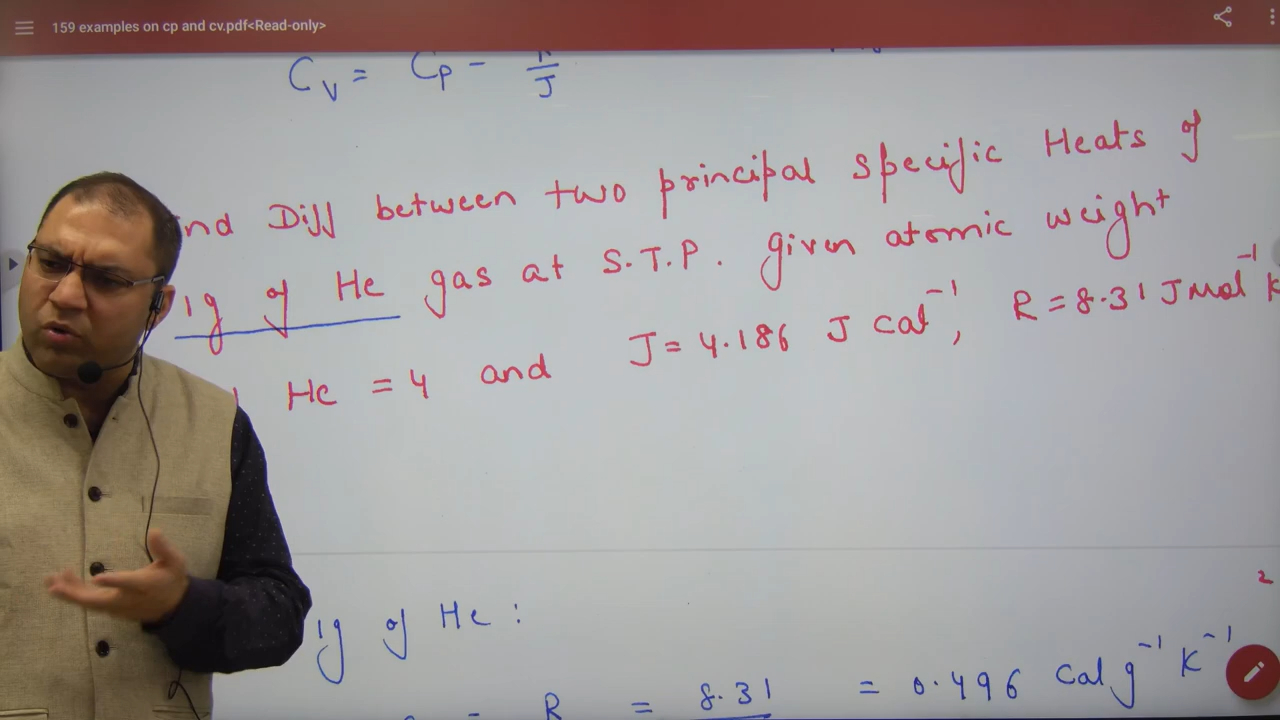 159 examples on cp and cv.pdf<Read-only>
Cv = Cp - R/J
nd Diff between two principal specific Heats of
1g of He gas at S.T.P. given atomic weight
He = 4 and J = 4.186 J cal⁻¹, R = 8.31 J mol⁻¹ K
2
1g of He :
= R = 8.31 = 0.496 cal g⁻¹ K⁻¹